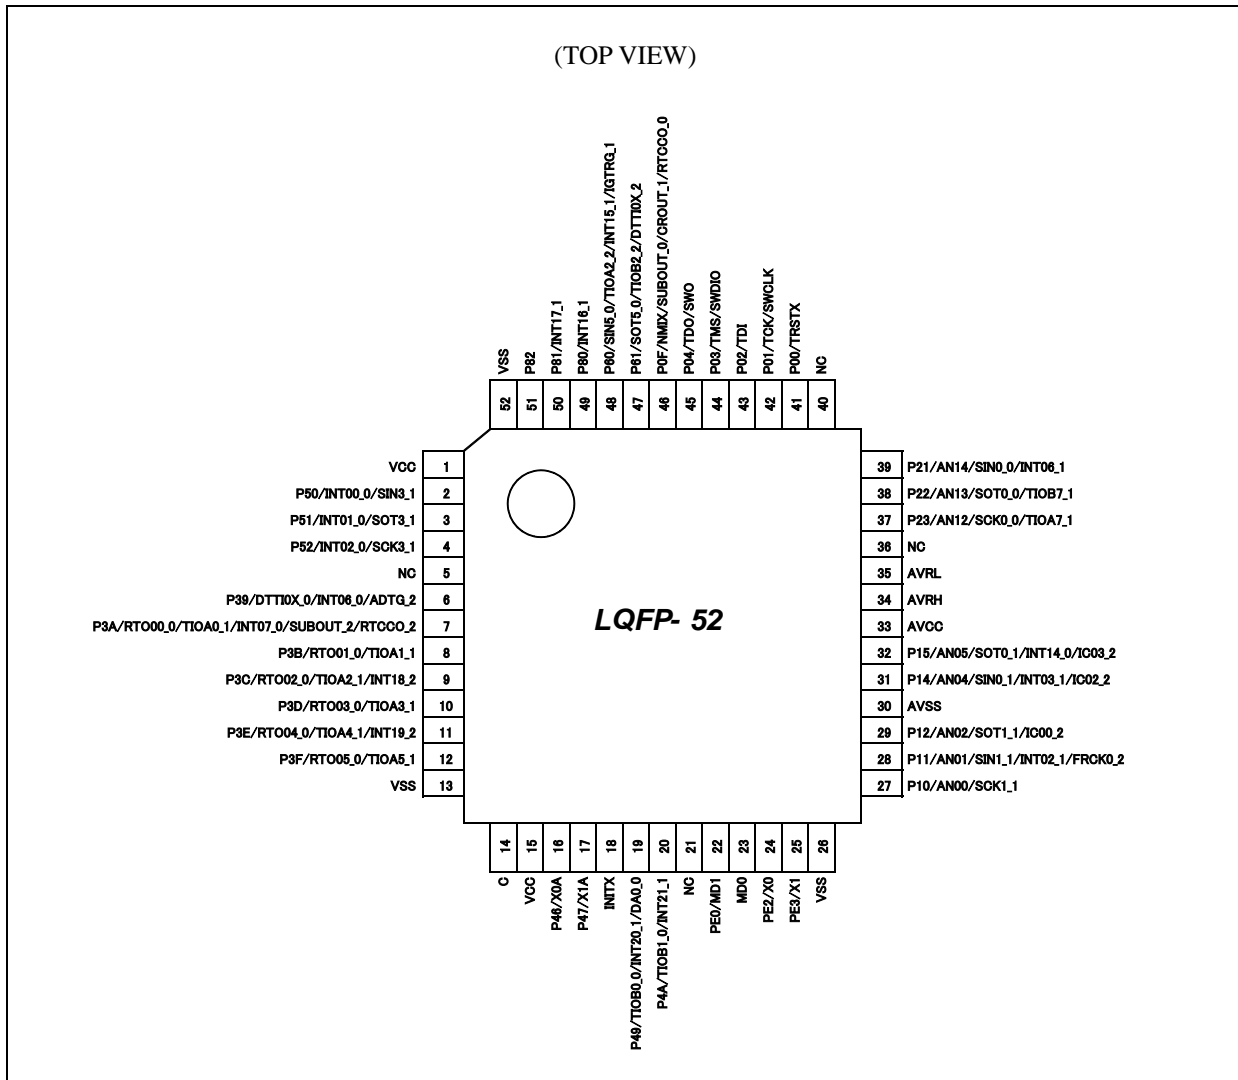 (TOP VIEW)
VSS
P82
P81/INT17_1
P80/INT16_1
P60/SIN5_0/TIOA2_2/INT15_1/IGTRG_1
P61/SOT5_0/TIOB2_2/DTTI0X_2
P0F/NMIX/SUBOUT_0/CROUT_1/RTCCO_0
P04/TDO/SWO
P03/TMS/SWDIO
P02/TDI
P01/TCK/SWCLK
P00/TRSTX
NC
52 51 50 49 48 47 46 45 44 43 42 41 40
VCC 1
P50/INT00_0/SIN3_1 2
P51/INT01_0/SOT3_1 3
P52/INT02_0/SCK3_1 4
NC 5
P39/DTTI0X_0/INT06_0/ADTG_2 6
P3A/RTO00_0/TIOA0_1/INT07_0/SUBOUT_2/RTCCO_2 7
P3B/RTO01_0/TIOA1_1 8
P3C/RTO02_0/TIOA2_1/INT18_2 9
P3D/RTO03_0/TIOA3_1 10
P3E/RTO04_0/TIOA4_1/INT19_2 11
P3F/RTO05_0/TIOA5_1 12
VSS 13
LQFP- 52
39 P21/AN14/SIN0_0/INT06_1
38 P22/AN13/SOT0_0/TIOB7_1
37 P23/AN12/SCK0_0/TIOA7_1
36 NC
35 AVRL
34 AVRH
33 AVCC
32 P15/AN05/SOT0_1/INT14_0/IC03_2
31 P14/AN04/SIN0_1/INT03_1/IC02_2
30 AVSS
29 P12/AN02/SOT1_1/IC00_2
28 P11/AN01/SIN1_1/INT02_1/FRCK0_2
27 P10/AN00/SCK1_1
14 15 16 17 18 19 20 21 22 23 24 25 26
C
VCC
P46/X0A
P47/X1A
INITX
P49/TIOB0_0/INT20_1/DA0_0
P4A/TIOB1_0/INT21_1
NC
PE0/MD1
MD0
PE2/X0
PE3/X1
VSS